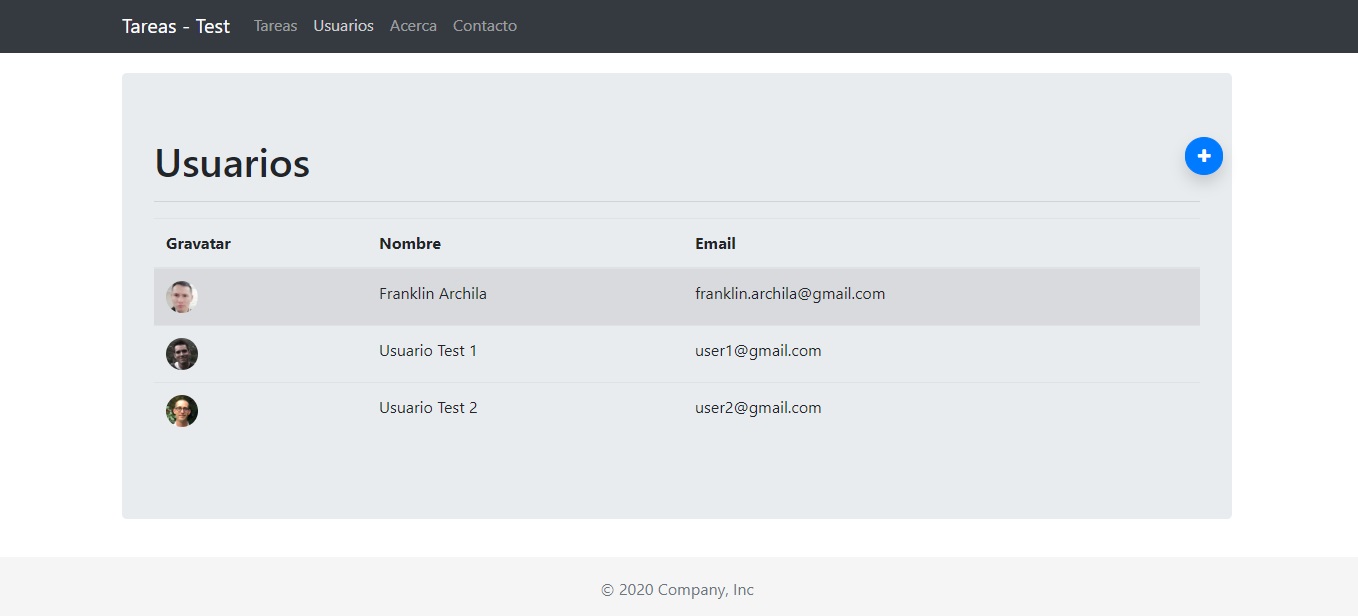 Tareas - Test Tareas Usuarios Acerca Contacto
Usuarios
Gravatar Nombre Email
Franklin Archila franklin.archila@gmail.com
Usuario Test 1 user1@gmail.com
Usuario Test 2 user2@gmail.com
© 2020 Company, Inc